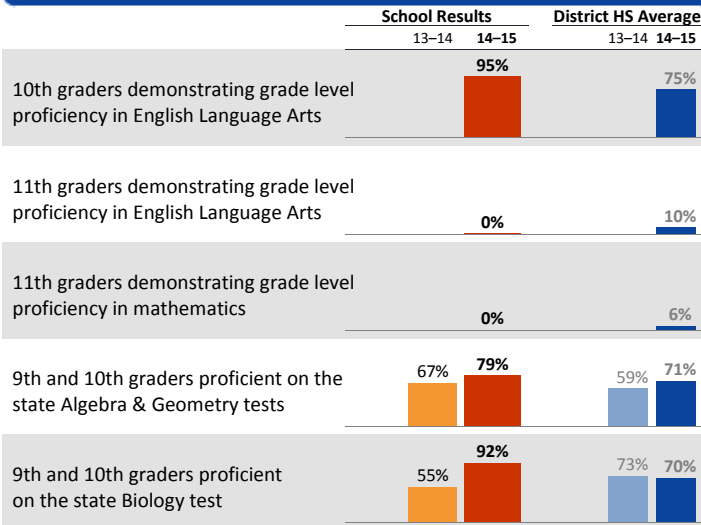 School Results District HS Average
13–14 14–15 13–14 14–15
10th graders demonstrating grade level
proficiency in English Language Arts
95% 75%
11th graders demonstrating grade level
proficiency in English Language Arts
0% 10%
11th graders demonstrating grade level
proficiency in mathematics
0% 6%
9th and 10th graders proficient on the
state Algebra & Geometry tests
67% 79% 59% 71%
9th and 10th graders proficient
on the state Biology test
55% 92% 73% 70%